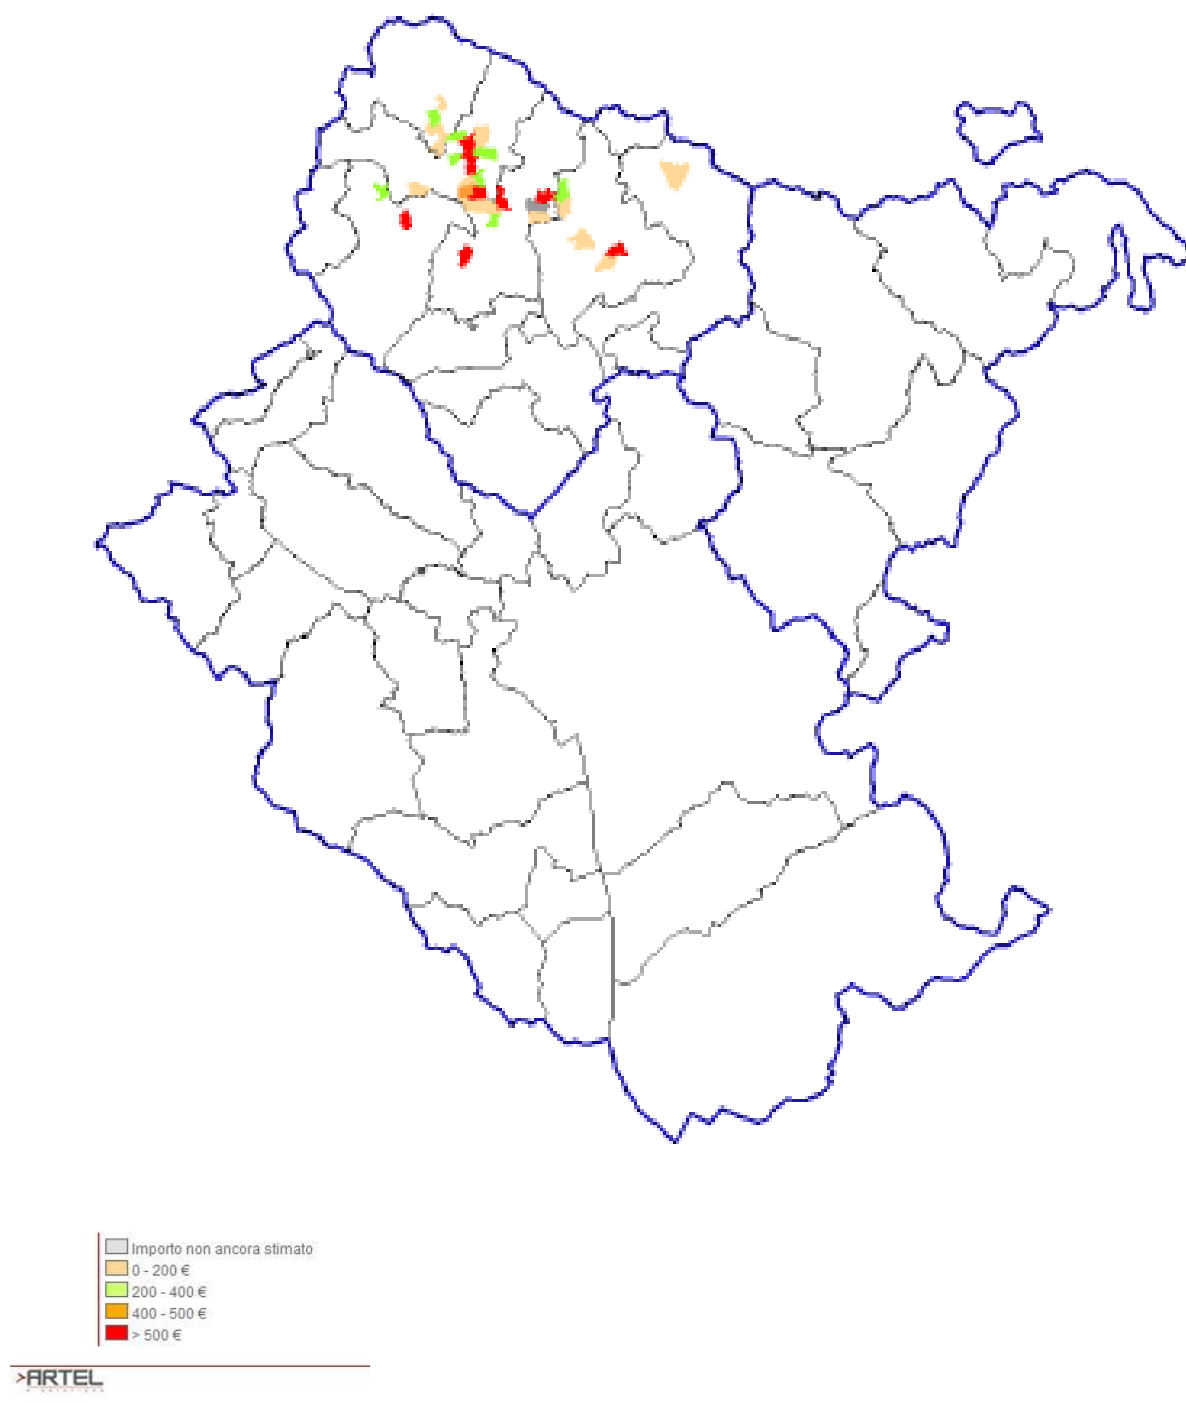 Importo non ancora stimato
0 - 200 €
200 - 400 €
400 - 500 €
> 500 €
>ARTEL